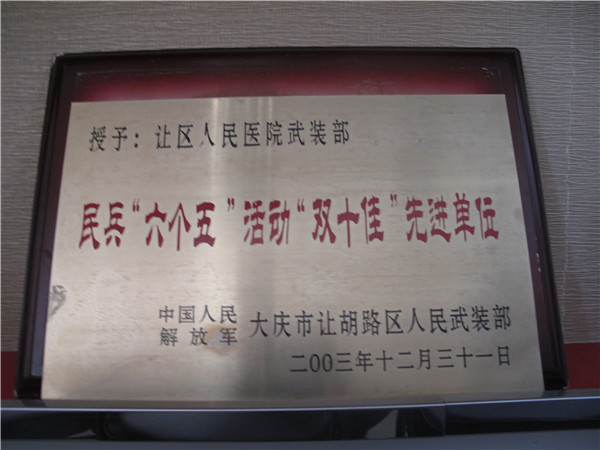 授予：让区人民医院武装部
民兵“六个五”活动“双十佳”先进单位
中国人民
解放军 大庆市让胡路区人民武装部
二00三年十二月三十一日